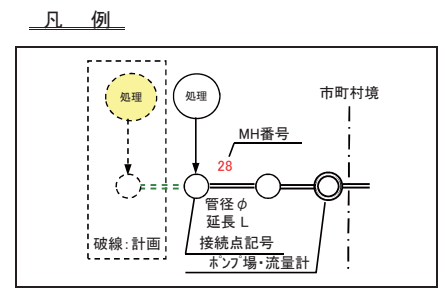 凡　例
処理
処理
市町村境
MH番号
28
管径φ
延長 L
破線:計画
接続点記号
ﾎﾟﾝﾌﾟ場・流量計